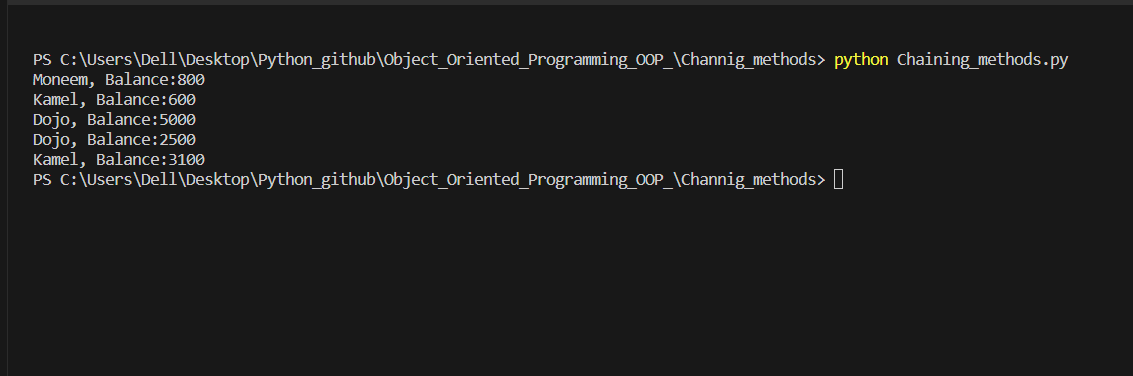 PS C:\Users\Dell\Desktop\Python_github\Object_Oriented_Programming_OOP_\Channig_methods> python Chaining_methods.py
Moneem, Balance:800
Kamel, Balance:600
Dojo, Balance:5000
Dojo, Balance:2500
Kamel, Balance:3100
PS C:\Users\Dell\Desktop\Python_github\Object_Oriented_Programming_OOP_\Channig_methods>